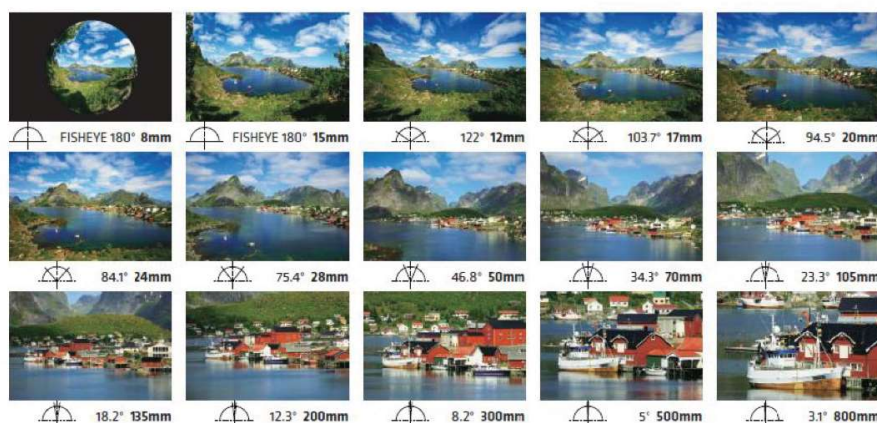 FISHEYE 180° 8mm
FISHEYE 180° 15mm
122° 12mm
103.7° 17mm
94.5° 20mm
84.1° 24mm
75.4° 28mm
46.8° 50mm
34.3° 70mm
23.3° 105mm
18.2° 135mm
12.3° 200mm
8.2° 300mm
5° 500mm
3.1° 800mm